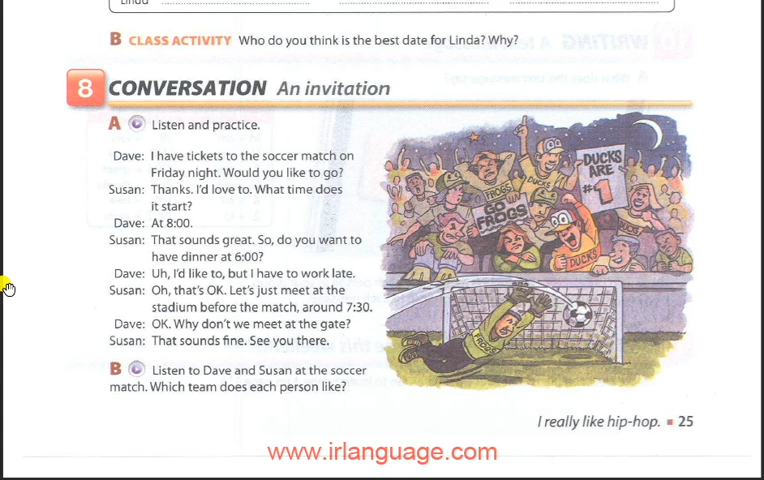 Linda
B CLASS ACTIVITY Who do you think is the best date for Linda? Why?
8 CONVERSATION An invitation
A Listen and practice.
Dave: I have tickets to the soccer match on
Friday night. Would you like to go?
Susan: Thanks. I'd love to. What time does
it start?
Dave: At 8:00.
Susan: That sounds great. So, do you want to
have dinner at 6:00?
Dave: Uh, I'd like to, but I have to work late.
Susan: Oh, that's OK. Let's just meet at the
stadium before the match, around 7:30.
Dave: OK. Why don't we meet at the gate?
Susan: That sounds fine. See you there.
B Listen to Dave and Susan at the soccer
match. Which team does each person like?
DUCKS
ARE
#1
FROGS
DUCKS
GO
FROGS
DUCKS
DUCKS
FROGS
I really like hip-hop. ▪ 25
www.irlanguage.com